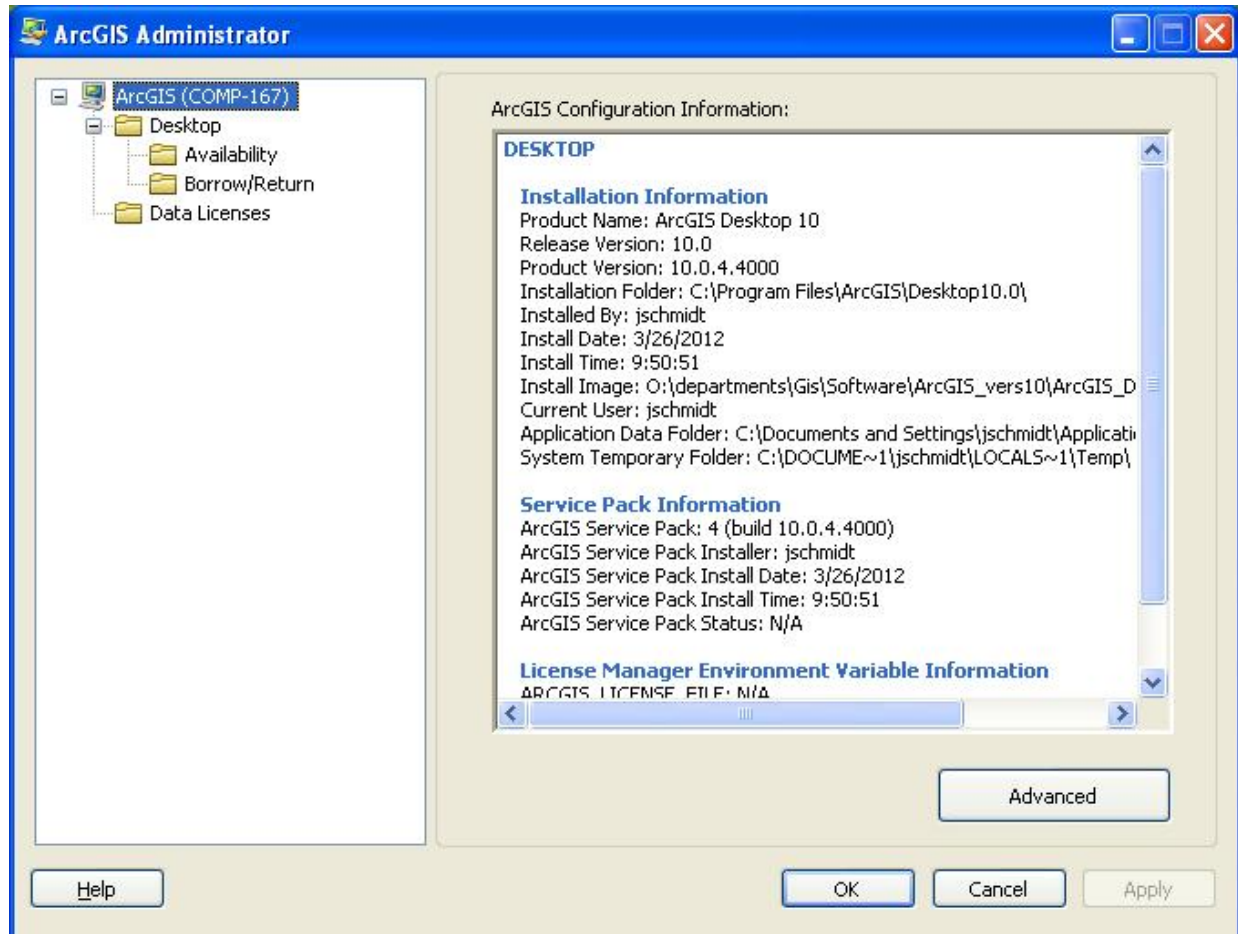 ArcGIS Administrator
ArcGIS (COMP-167)
Desktop
Availability
Borrow/Return
Data Licenses
ArcGIS Configuration Information:
DESKTOP
Installation Information
Product Name: ArcGIS Desktop 10
Release Version: 10.0
Product Version: 10.0.4.4000
Installation Folder: C:\Program Files\ArcGIS\Desktop10.0\
Installed By: jschmidt
Install Date: 3/26/2012
Install Time: 9:50:51
Install Image: O:\departments\Gis\Software\ArcGIS_vers10\ArcGIS_D
Current User: jschmidt
Application Data Folder: C:\Documents and Settings\jschmidt\Applicati
System Temporary Folder: C:\DOCUME~1\jschmidt\LOCALS~1\Temp\
Service Pack Information
ArcGIS Service Pack: 4 (build 10.0.4.4000)
ArcGIS Service Pack Installer: jschmidt
ArcGIS Service Pack Install Date: 3/26/2012
ArcGIS Service Pack Install Time: 9:50:51
ArcGIS Service Pack Status: N/A
License Manager Environment Variable Information
ARCGIS_LICENSE_FILE: N/A
Advanced
Help
OK
Cancel
Apply